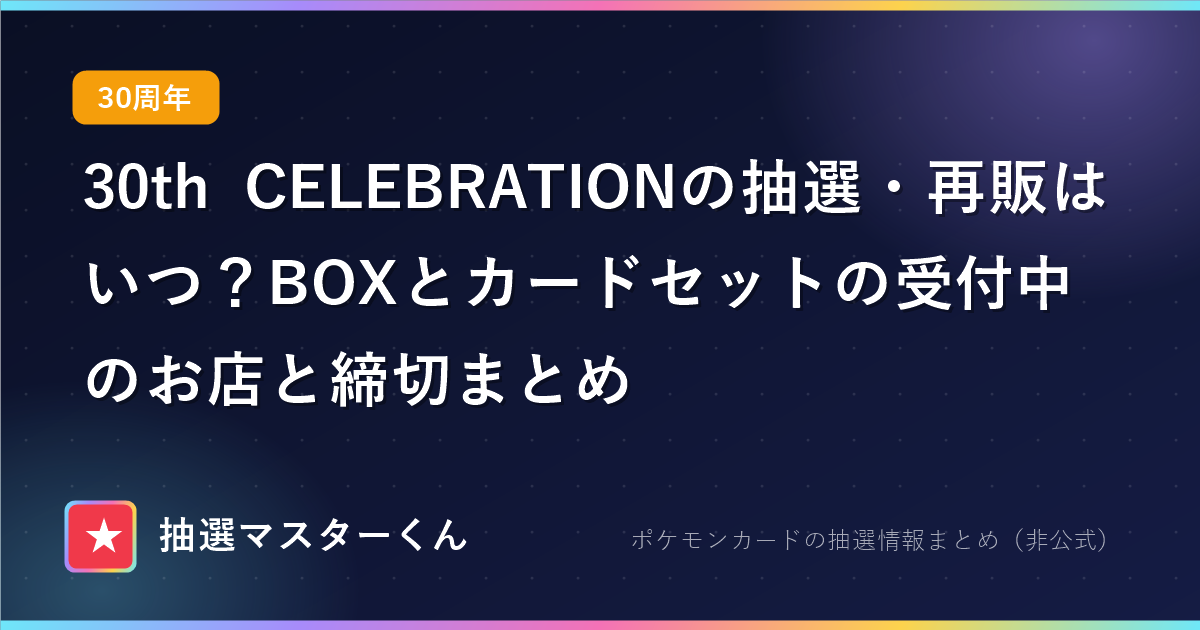 30周年
30th CELEBRATIONの抽選・再販は
いつ？BOXとカードセットの受付中
のお店と締切まとめ
抽選マスターくん
ポケモンカードの抽選情報まとめ（非公式）